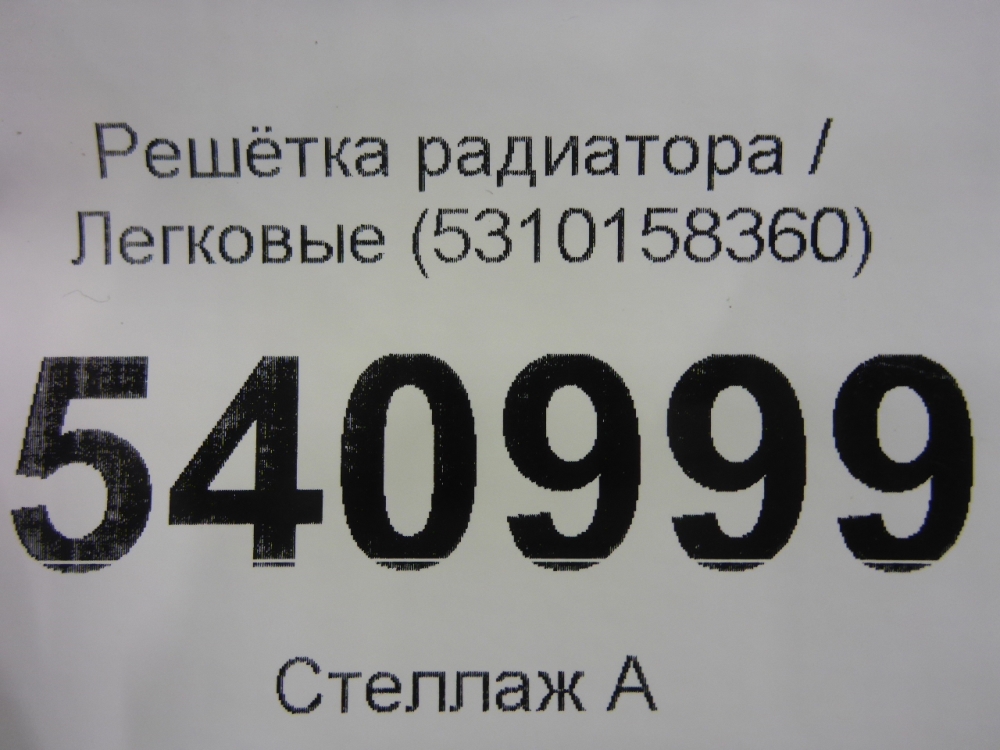 Решётка радиатора /
Легковые (5310158360)
540999
Стеллаж А